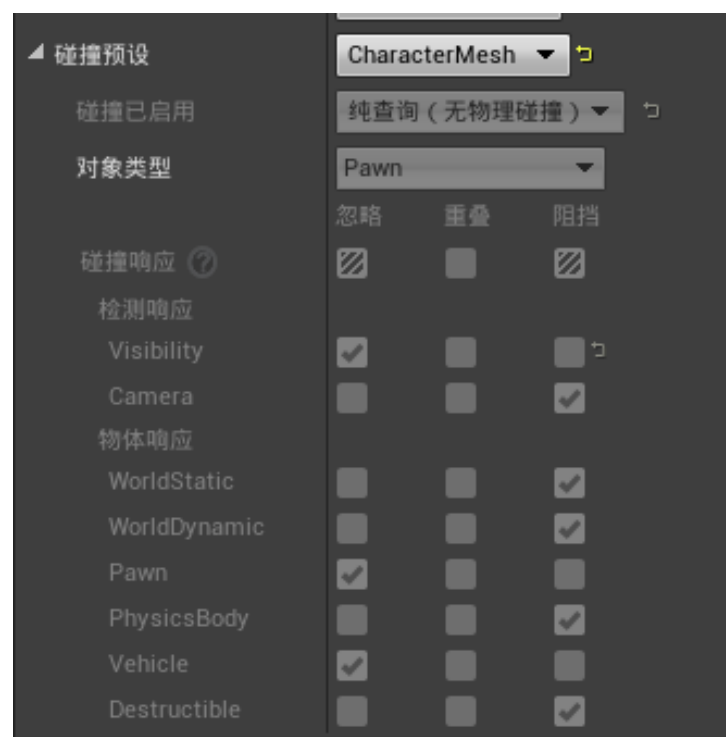 碰撞预设 CharacterMesh
碰撞已启用 纯查询（无物理碰撞）
对象类型 Pawn
忽略 重叠 阻挡
碰撞响应 ?
检测响应
Visibility
Camera
物体响应
WorldStatic
WorldDynamic
Pawn
PhysicsBody
Vehicle
Destructible